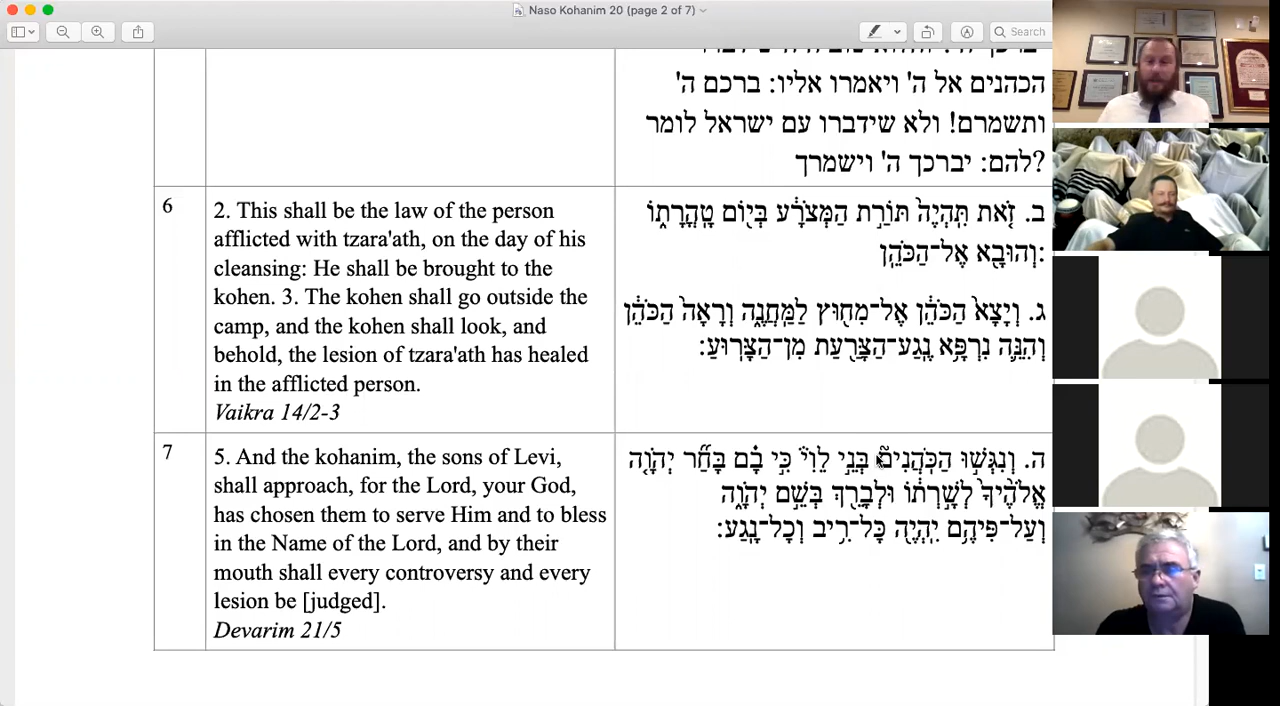 Naso Kohanim 20 (page 2 of 7)
Search
הכהנים אל ה' ויאמרו אליו: ברכם ה'
ותשמרם! ולא שידברו עם ישראל לומר
להם: יברכך ה' וישמרך?
6
2. This shall be the law of the person
afflicted with tzara'ath, on the day of his
cleansing: He shall be brought to the
kohen. 3. The kohen shall go outside the
camp, and the kohen shall look, and
behold, the lesion of tzara'ath has healed
in the afflicted person.
Vaikra 14/2-3
ב. זֹ֤את תִּֽהְיֶה֙ תּוֹרַ֣ת הַמְּצֹרָ֔ע בְּי֖וֹם טָֽהֳרָת֑וֹ
וְהוּבָ֖א אֶל־הַכֹּהֵֽן:
ג. וְיָצָא֙ הַכֹּהֵ֔ן אֶל־מִח֖וּץ לַמַּֽחֲנֶ֑ה וְרָאָה֙ הַכֹּהֵ֔ן
וְהִנֵּ֛ה נִרְפָּ֥א נֶֽגַע־הַצָּרַ֖עַת מִן־הַצָּרֽוּעַ:
7
5. And the kohanim, the sons of Levi,
shall approach, for the Lord, your God,
has chosen them to serve Him and to bless
in the Name of the Lord, and by their
mouth shall every controversy and every
lesion be [judged].
Devarim 21/5
ה. וְנִגְּשׁ֣וּ הַכֹּֽהֲנִים֘ בְּנֵ֣י לֵוִי֒ כִּ֣י בָ֗ם בָּחַ֞ר יְהֹוָ֤ה
אֱלֹהֶ֨יךָ֙ לְשָׁ֣רְת֔וֹ וּלְבָרֵ֖ךְ בְּשֵׁ֣ם יְהֹוָ֑ה
וְעַל־פִּיהֶ֥ם יִֽהְיֶ֖ה כָּל־רִ֥יב וְכָל־נָֽגַע: